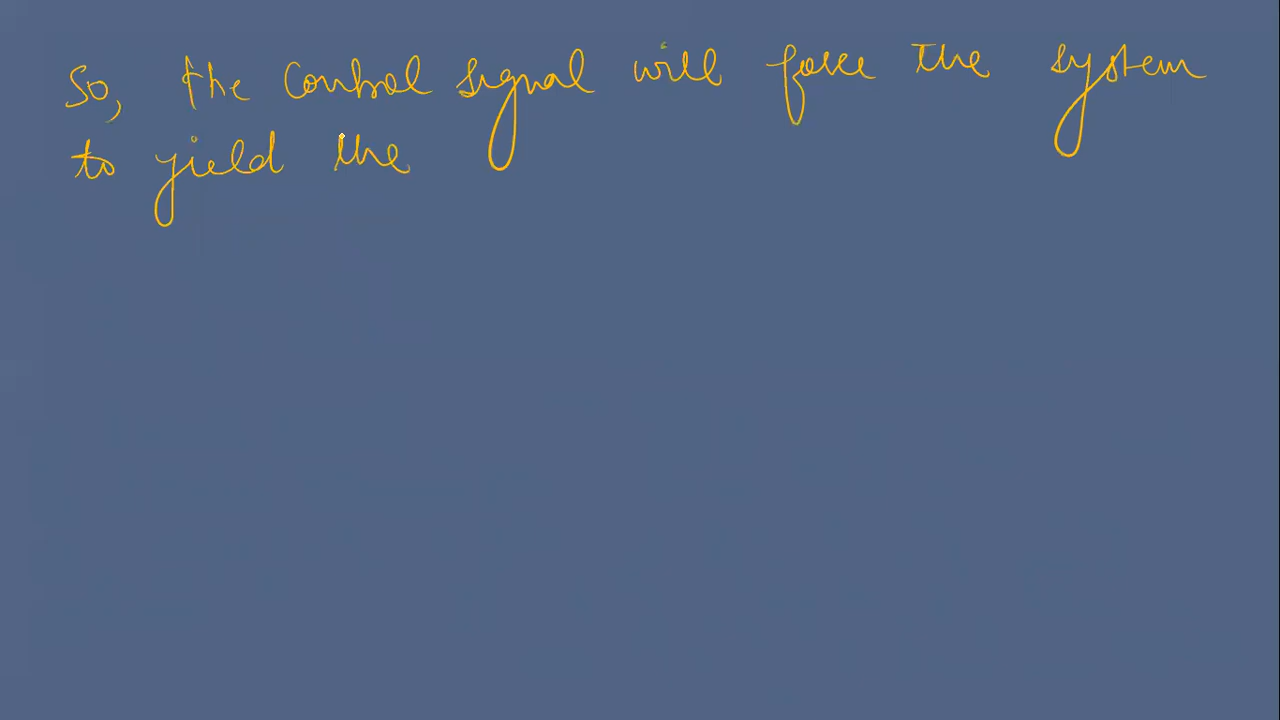 So, the control signal will force the system
to yield the